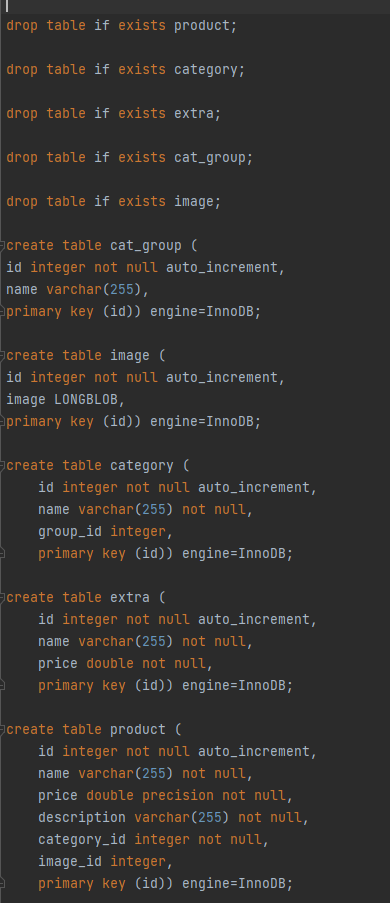 drop table if exists product;
drop table if exists category;
drop table if exists extra;
drop table if exists cat_group;
drop table if exists image;
create table cat_group (
id integer not null auto_increment,
name varchar(255),
primary key (id)) engine=InnoDB;
create table image (
id integer not null auto_increment,
image LONGBLOB,
primary key (id)) engine=InnoDB;
create table category (
    id integer not null auto_increment,
    name varchar(255) not null,
    group_id integer,
    primary key (id)) engine=InnoDB;
create table extra (
    id integer not null auto_increment,
    name varchar(255) not null,
    price double not null,
    primary key (id)) engine=InnoDB;
create table product (
    id integer not null auto_increment,
    name varchar(255) not null,
    price double precision not null,
    description varchar(255) not null,
    category_id integer not null,
    image_id integer,
    primary key (id)) engine=InnoDB;